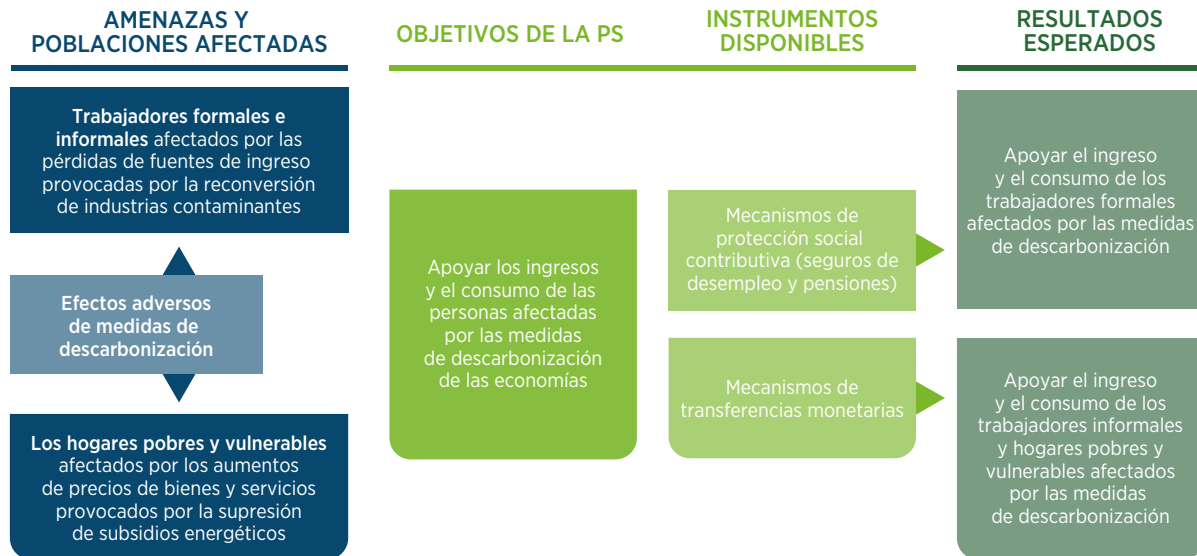 AMENAZAS Y
POBLACIONES AFECTADAS
OBJETIVOS DE LA PS
INSTRUMENTOS
DISPONIBLES
RESULTADOS
ESPERADOS
Trabajadores formales e
informales afectados por las
pérdidas de fuentes de ingreso
provocadas por la reconversión
de industrias contaminantes
Efectos adversos
de medidas de
descarbonización
Los hogares pobres y vulnerables
afectados por los aumentos
de precios de bienes y servicios
provocados por la supresión
de subsidios energéticos
Apoyar los ingresos
y el consumo de las
personas afectadas
por las medidas
de descarbonización
de las economías
Mecanismos de
protección social
contributiva (seguros de
desempleo y pensiones)
Mecanismos de
transferencias monetarias
Apoyar el ingreso
y el consumo de los
trabajadores formales
afectados por las medidas
de descarbonización
Apoyar el ingreso
y el consumo de los
trabajadores informales
y hogares pobres y
vulnerables afectados
por las medidas
de descarbonización